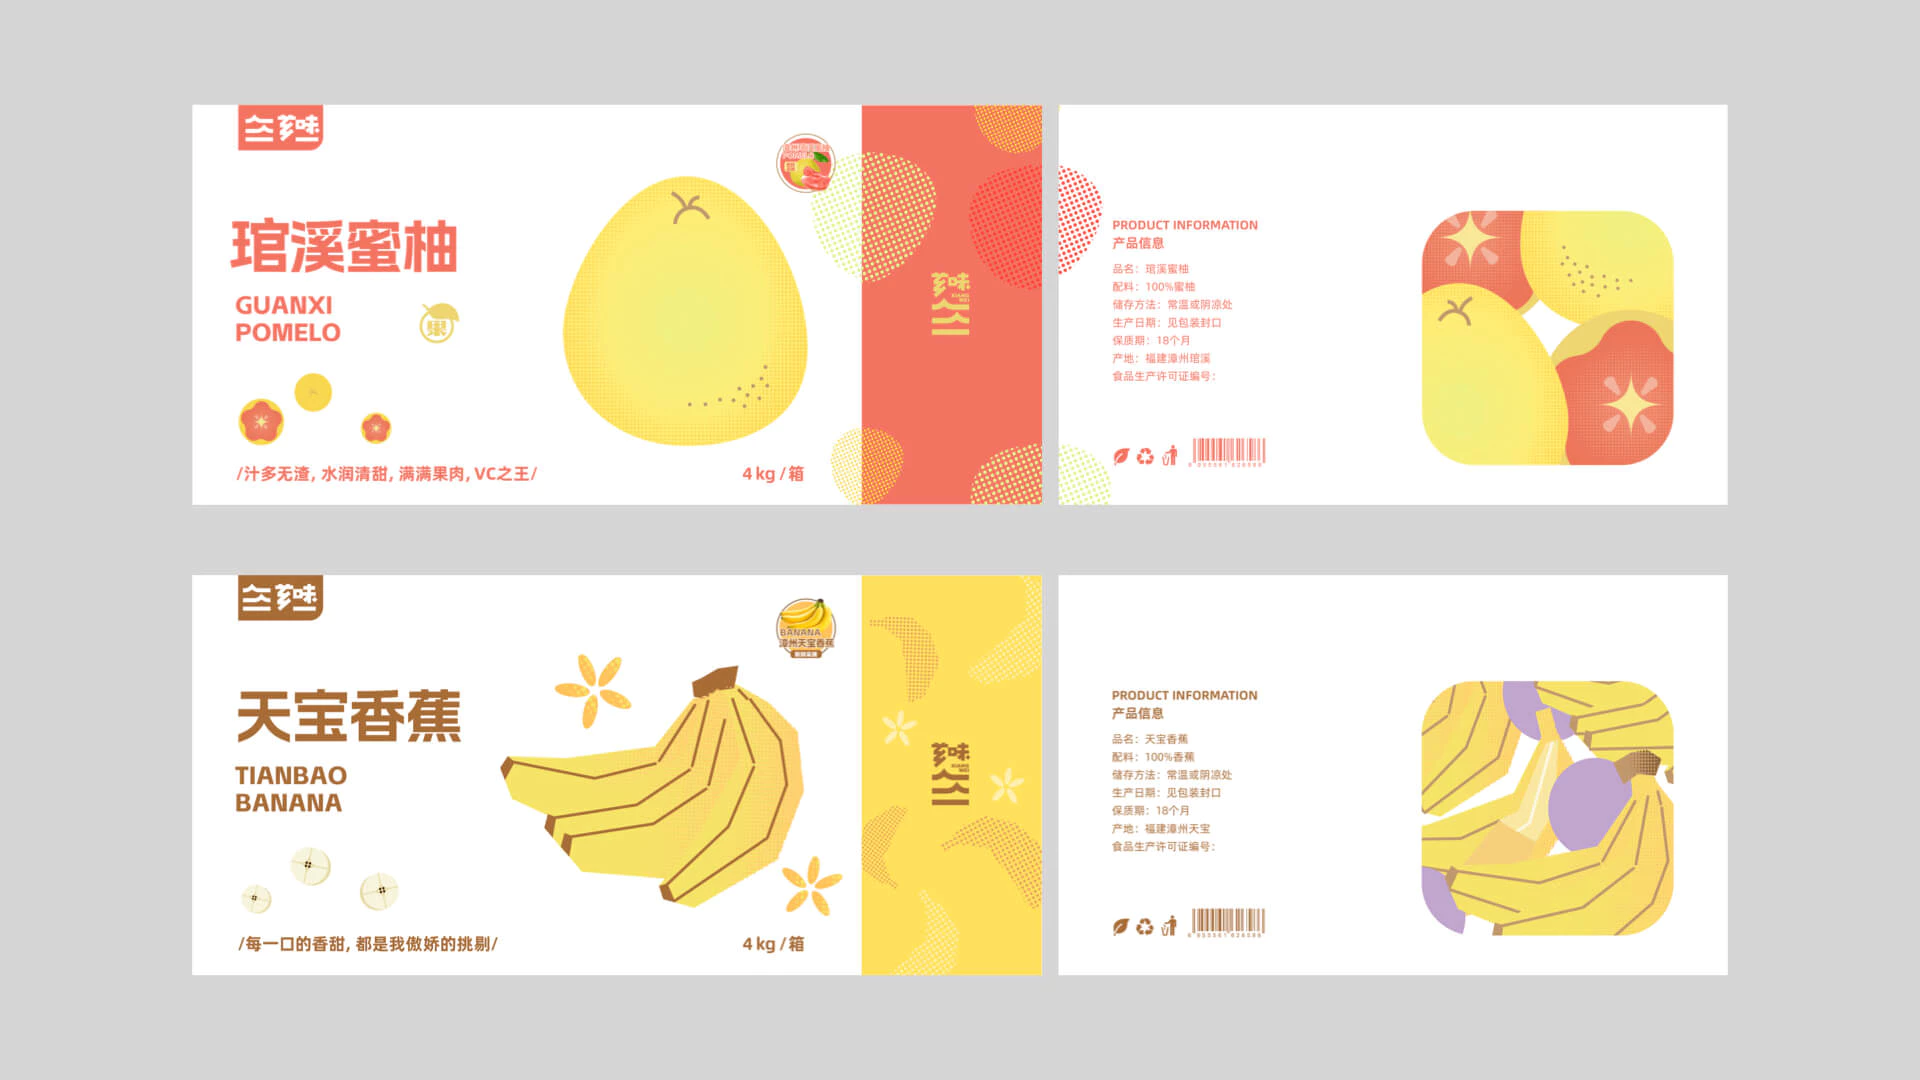 琯溪蜜柚
GUANXI
POMELO
/汁多无渣, 水润清甜, 满满果肉, VC之王/
4 kg / 箱
POMELO
味
XIANG
WEI
PRODUCT INFORMATION
产品信息
品名：琯溪蜜柚
配料：100%蜜柚
储存方法：常温或阴凉处
生产日期：见包装封口
保质期：18个月
产地：福建漳州琯溪
食品生产许可证编号：
天宝香蕉
TIANBAO
BANANA
/每一口的香甜, 都是我傲娇的挑剔/
4 kg / 箱
BANANA
漳州天宝香蕉
味
XIANG
WEI
PRODUCT INFORMATION
产品信息
品名：天宝香蕉
配料：100%香蕉
储存方法：常温或阴凉处
生产日期：见包装封口
保质期：18个月
产地：福建漳州天宝
食品生产许可证编号：